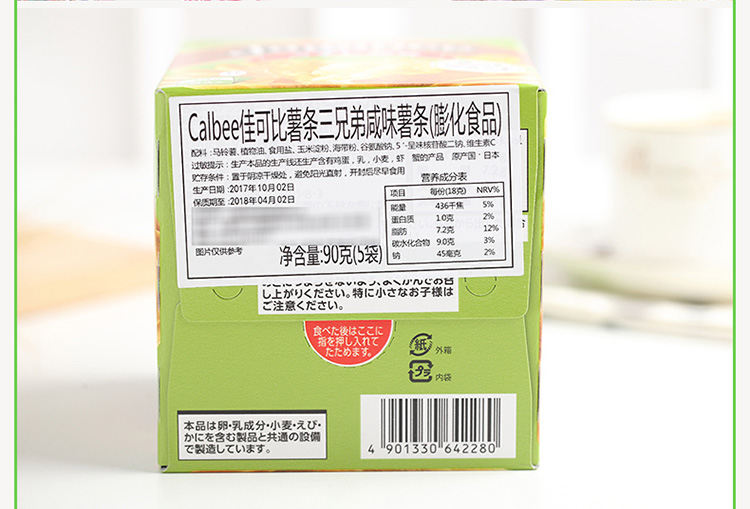 Calbee佳可比薯条三兄弟咸味薯条(膨化食品)
配料:马铃薯, 植物油, 食用盐, 玉米淀粉, 海带粉, 谷氨酸钠, 5´-呈味核苷酸二钠, 维生素C
过敏提示:生产本品的生产线还生产含有鸡蛋,乳,小麦,虾 蟹的产品 原产国:日本
贮存条件:置于阴凉干燥处,避免阳光直射,开封后尽早食用
生产日期:2017年10月02日
保质期至:2018年04月02日
营养成分表
项目 每份(18克) NRV%
能量 436千焦 5%
蛋白质 1.0克 2%
脂肪 7.2克 12%
碳水化合物 9.0克 3%
钠 45毫克 2%
图片仅供参考
净含量:90克(5袋)
し上がりください。特に小さなお子様は
ご注意ください。
食べた後はここに
指を押し入れて
たためます。
紙 外箱
プラ 内袋
本品は卵・乳成分・小麦・えび・
かにを含む製品と共通の設備
で製造しています。
4 901330 642280